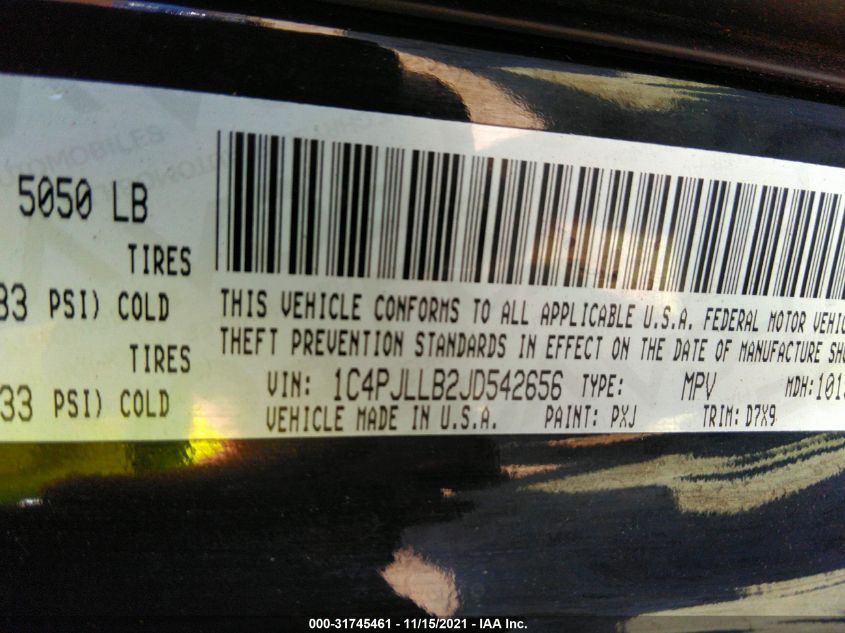 5050 LB
TIRES
33 PSI) COLD
TIRES
33 PSI) COLD
THIS VEHICLE CONFORMS TO ALL APPLICABLE U.S.A. FEDERAL MOTOR VEHIC
THEFT PREVENTION STANDARDS IN EFFECT ON THE DATE OF MANUFACTURE SHO
VIN: 1C4PJLLB2JD542656 TYPE: MPV MDH:101
VEHICLE MADE IN U.S.A. PAINT: PXJ TRIM: D7X9
000-31745461 - 11/15/2021 - IAA Inc.